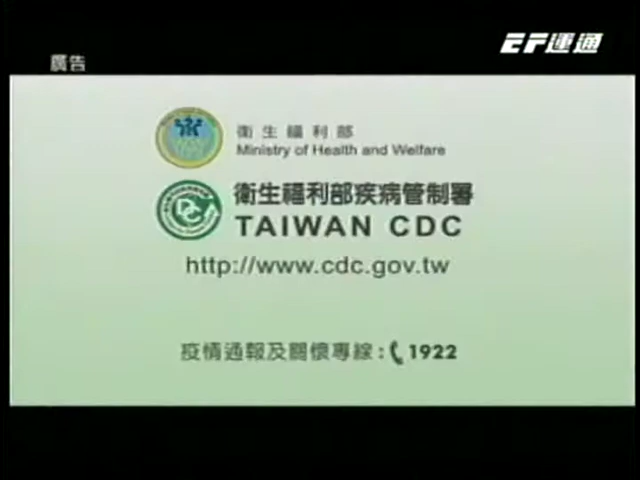 EF運通
廣告
衛生福利部
Ministry of Health and Welfare
衛生福利部疾病管制署
TAIWAN CDC
http://www.cdc.gov.tw
疫情通報及關懷專線:1922